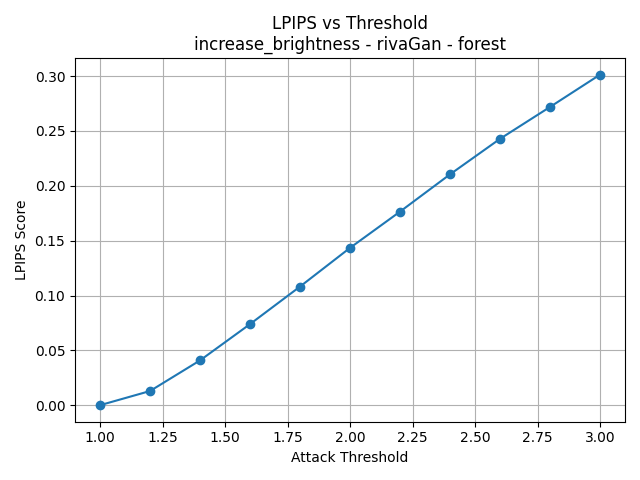 LPIPS vs Threshold
increase_brightness - rivaGan - forest
0.30
0.25
0.20
0.15
0.10
0.05
0.00
LPIPS Score
1.00 1.25 1.50 1.75 2.00 2.25 2.50 2.75 3.00
Attack Threshold